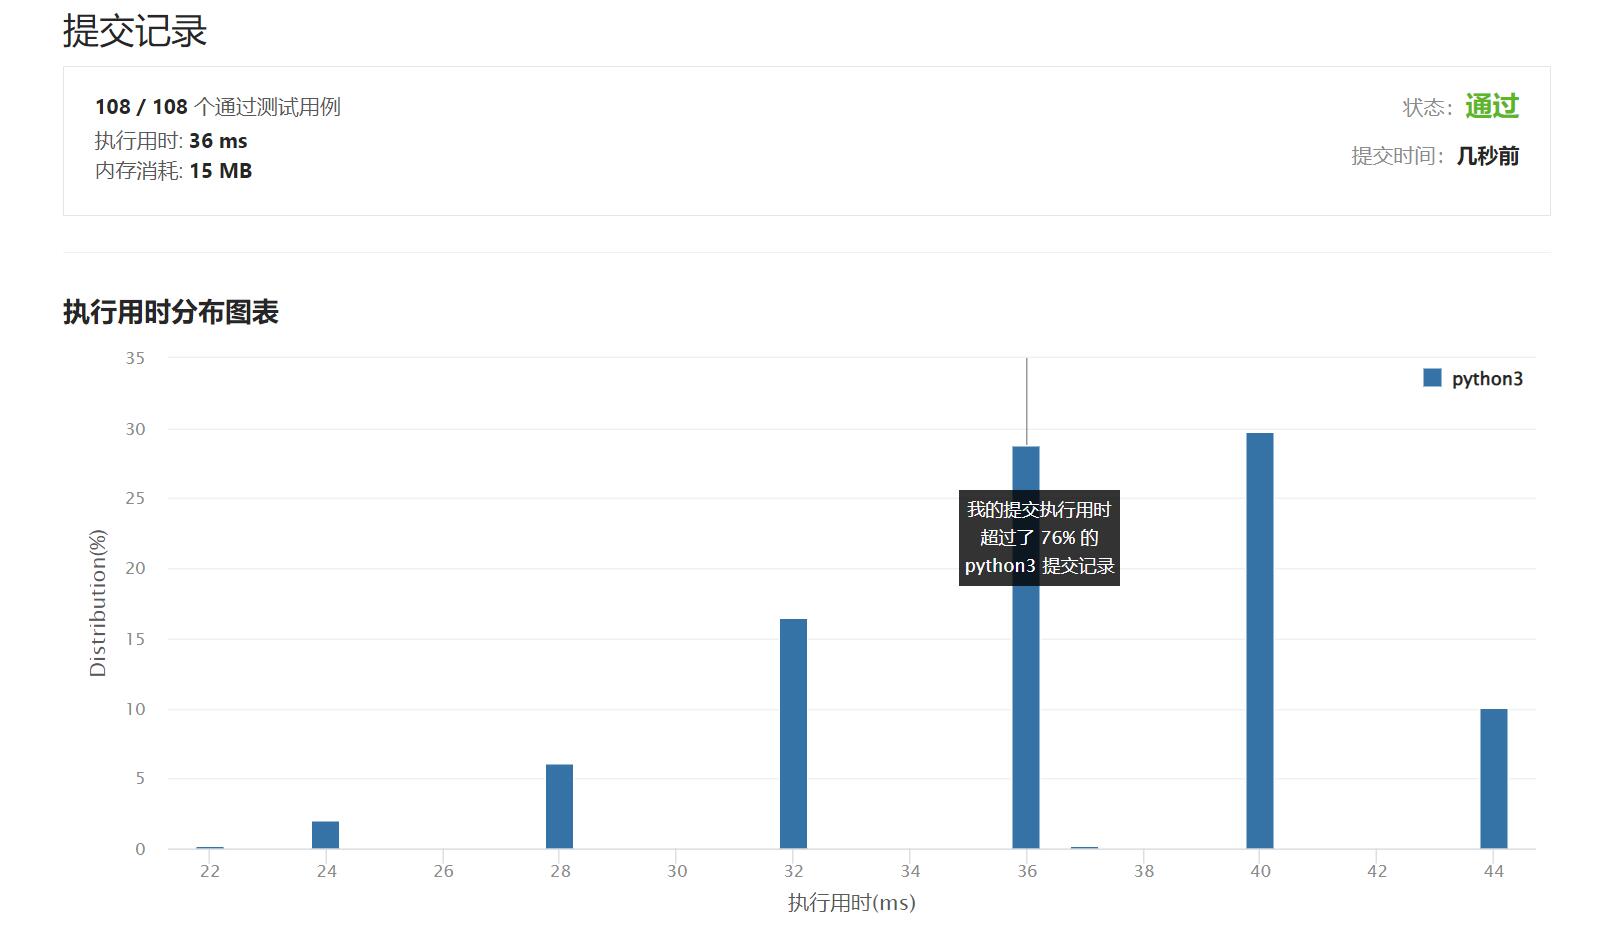 提交记录
108 / 108 个通过测试用例
状态：通过
执行用时: 36 ms
提交时间：几秒前
内存消耗: 15 MB
执行用时分布图表
python3
35
30
25
20
15
10
5
0
Distribution(%)
我的提交执行用时
超过了 76% 的
python3 提交记录
22 24 26 28 30 32 34 36 38 40 42 44
执行用时(ms)